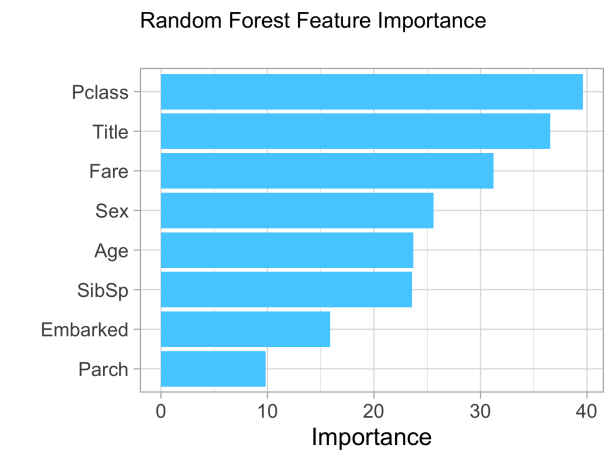 Random Forest Feature Importance
Pclass
Title
Fare
Sex
Age
SibSp
Embarked
Parch
0 10 20 30 40
Importance